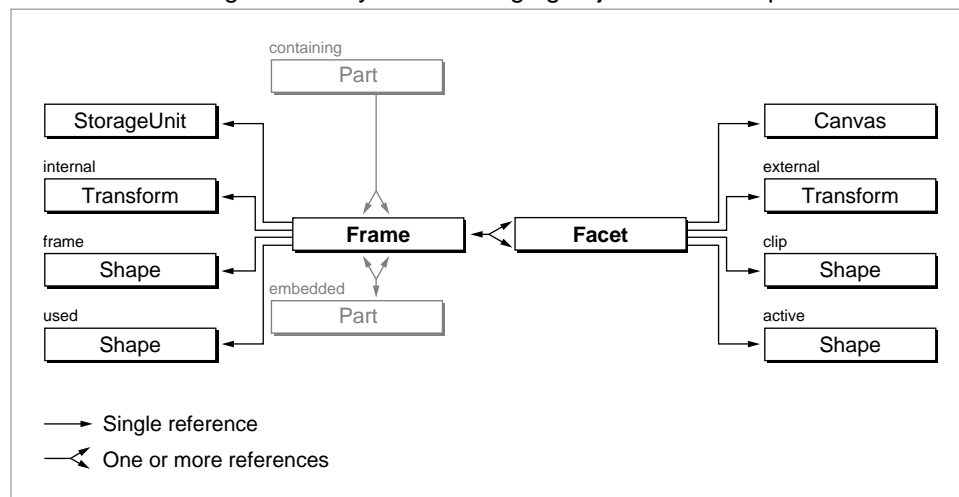 containing
Part
StorageUnit
Canvas
internal
Transform
external
Transform
Frame
Facet
frame
Shape
clip
Shape
embedded
Part
used
Shape
active
Shape
Single reference
One or more references